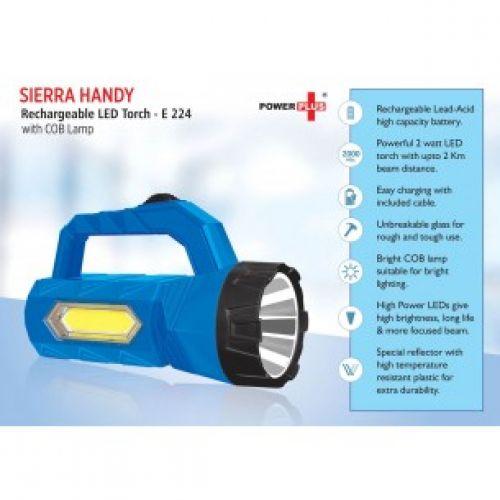 SIERRA HANDY
Rechargeable LED Torch - E 224
with COB Lamp
POWER PLUS ®
Rechargeable Lead-Acid
high capacity battery.
2000
Powerful 2 watt LED
torch with upto 2 Km
beam distance.
Easy charging with
included cable.
Unbreakable glass for
rough and tough use.
Bright COB lamp
suitable for bright
lighting.
High Power LEDs give
high brightness, long life
& more focused beam.
Special reflector with
high temperature
resistant plastic for
extra durability.